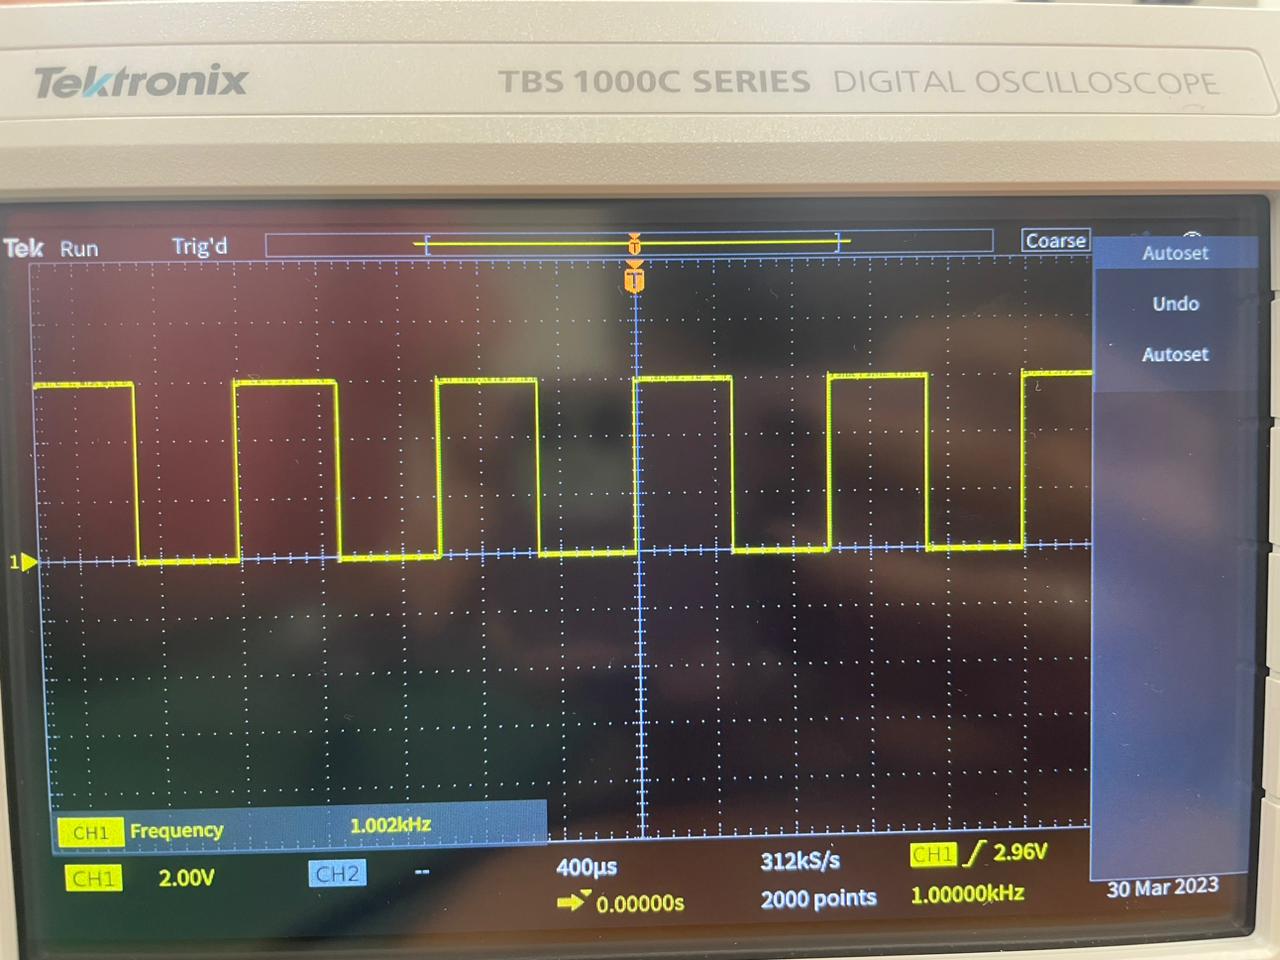 Tektronix TBS 1000C SERIES DIGITAL OSCILLOSCOPE
Tek Run Trig'd T Coarse
T
Autoset
Undo
Autoset
1
CH1 Frequency 1.002kHz
CH1 2.00V CH2 -- 400µs 312kS/s CH1 2.96V
0.00000s 2000 points 1.00000kHz
30 Mar 2023